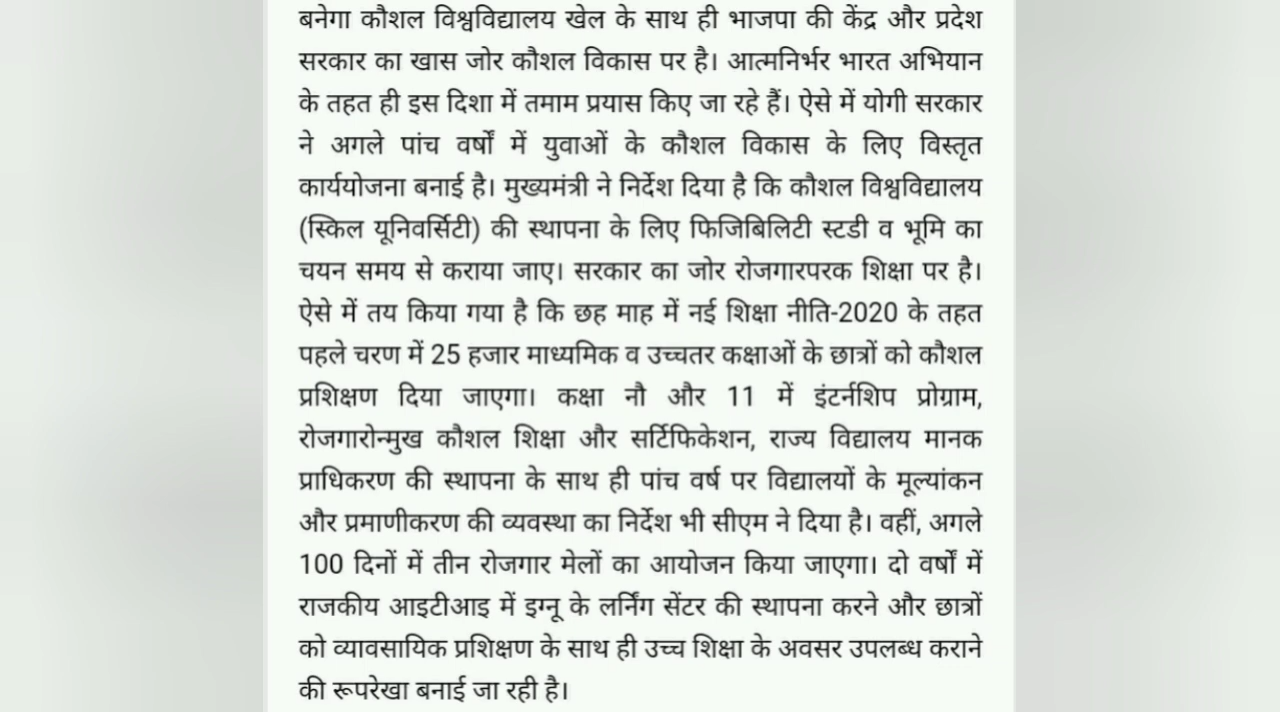 बनेगा कौशल विश्वविद्यालय खेल के साथ ही भाजपा की केंद्र और प्रदेश
सरकार का खास जोर कौशल विकास पर है। आत्मनिर्भर भारत अभियान
के तहत ही इस दिशा में तमाम प्रयास किए जा रहे हैं। ऐसे में योगी सरकार
ने अगले पांच वर्षों में युवाओं के कौशल विकास के लिए विस्तृत
कार्ययोजना बनाई है। मुख्यमंत्री ने निर्देश दिया है कि कौशल विश्वविद्यालय
(स्किल यूनिवर्सिटी) की स्थापना के लिए फिजिबिलिटी स्टडी व भूमि का
चयन समय से कराया जाए। सरकार का जोर रोजगारपरक शिक्षा पर है।
ऐसे में तय किया गया है कि छह माह में नई शिक्षा नीति-2020 के तहत
पहले चरण में 25 हजार माध्यमिक व उच्चतर कक्षाओं के छात्रों को कौशल
प्रशिक्षण दिया जाएगा। कक्षा नौ और 11 में इंटर्नशिप प्रोग्राम,
रोजगारोन्मुख कौशल शिक्षा और सर्टिफिकेशन, राज्य विद्यालय मानक
प्राधिकरण की स्थापना के साथ ही पांच वर्ष पर विद्यालयों के मूल्यांकन
और प्रमाणीकरण की व्यवस्था का निर्देश भी सीएम ने दिया है। वहीं, अगले
100 दिनों में तीन रोजगार मेलों का आयोजन किया जाएगा। दो वर्षों में
राजकीय आइटीआइ में इग्नू के लर्निंग सेंटर की स्थापना करने और छात्रों
को व्यावसायिक प्रशिक्षण के साथ ही उच्च शिक्षा के अवसर उपलब्ध कराने
की रूपरेखा बनाई जा रही है।